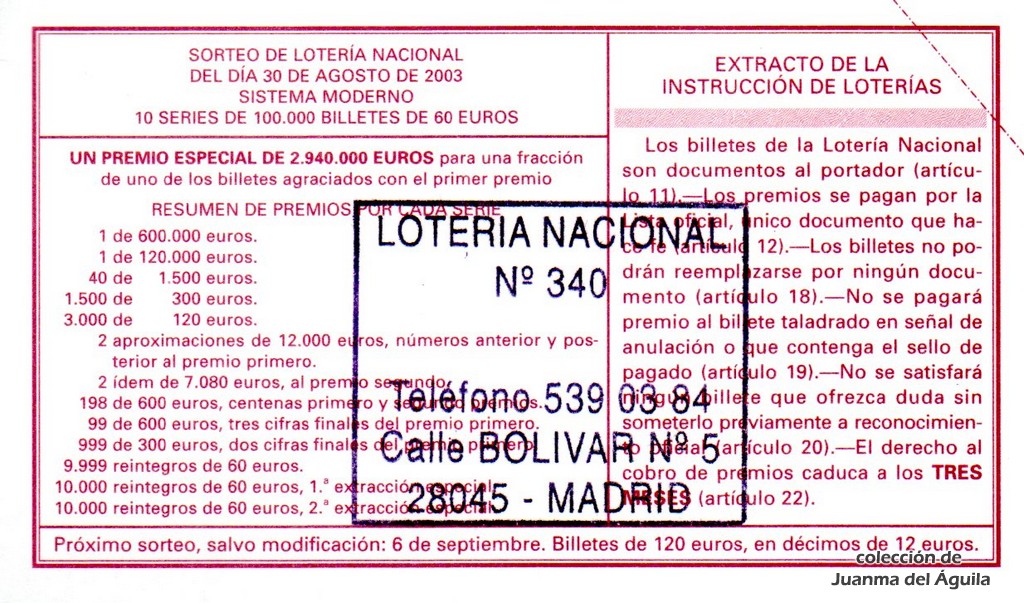 SORTEO DE LOTERÍA NACIONAL
DEL DÍA 30 DE AGOSTO DE 2003
SISTEMA MODERNO
10 SERIES DE 100.000 BILLETES DE 60 EUROS
UN PREMIO ESPECIAL DE 2.940.000 EUROS para una fracción
de uno de los billetes agraciados con el primer premio
RESUMEN DE PREMIOS POR CADA SERIE
1 de 600.000 euros.
1 de 120.000 euros.
40 de 1.500 euros.
1.500 de 300 euros.
3.000 de 120 euros.
2 aproximaciones de 12.000 euros, números anterior y pos-
terior al premio primero.
2 ídem de 7.080 euros, al premio segundo.
198 de 600 euros, centenas primero y segundo premios.
99 de 600 euros, tres cifras finales del premio primero.
999 de 300 euros, dos cifras finales del premio primero.
9.999 reintegros de 60 euros.
10.000 reintegros de 60 euros, 1.ª extracción especial.
10.000 reintegros de 60 euros, 2.ª extracción especial.
EXTRACTO DE LA
INSTRUCCIÓN DE LOTERÍAS
Los billetes de la Lotería Nacional
son documentos al portador (artícu-
lo 11).—Los premios se pagan por la
Lista oficial, único documento que ha-
ce fe (artículo 12).—Los billetes no po-
drán reemplazarse por ningún docu-
mento (artículo 18).—No se pagará
premio al billete taladrado en señal de
anulación o que contenga el sello de
pagado (artículo 19).—No se satisfará
ningún billete que ofrezca duda sin
someterlo previamente a reconocimien-
to oficial (artículo 20).—El derecho al
cobro de premios caduca a los TRES
MESES (artículo 22).
LOTERIA NACIONAL
Nº 340
Teléfono 539 03 84
Calle BOLIVAR Nº 5
28045 - MADRID
Próximo sorteo, salvo modificación: 6 de septiembre. Billetes de 120 euros, en décimos de 12 euros.
colección de
Juanma del Águila